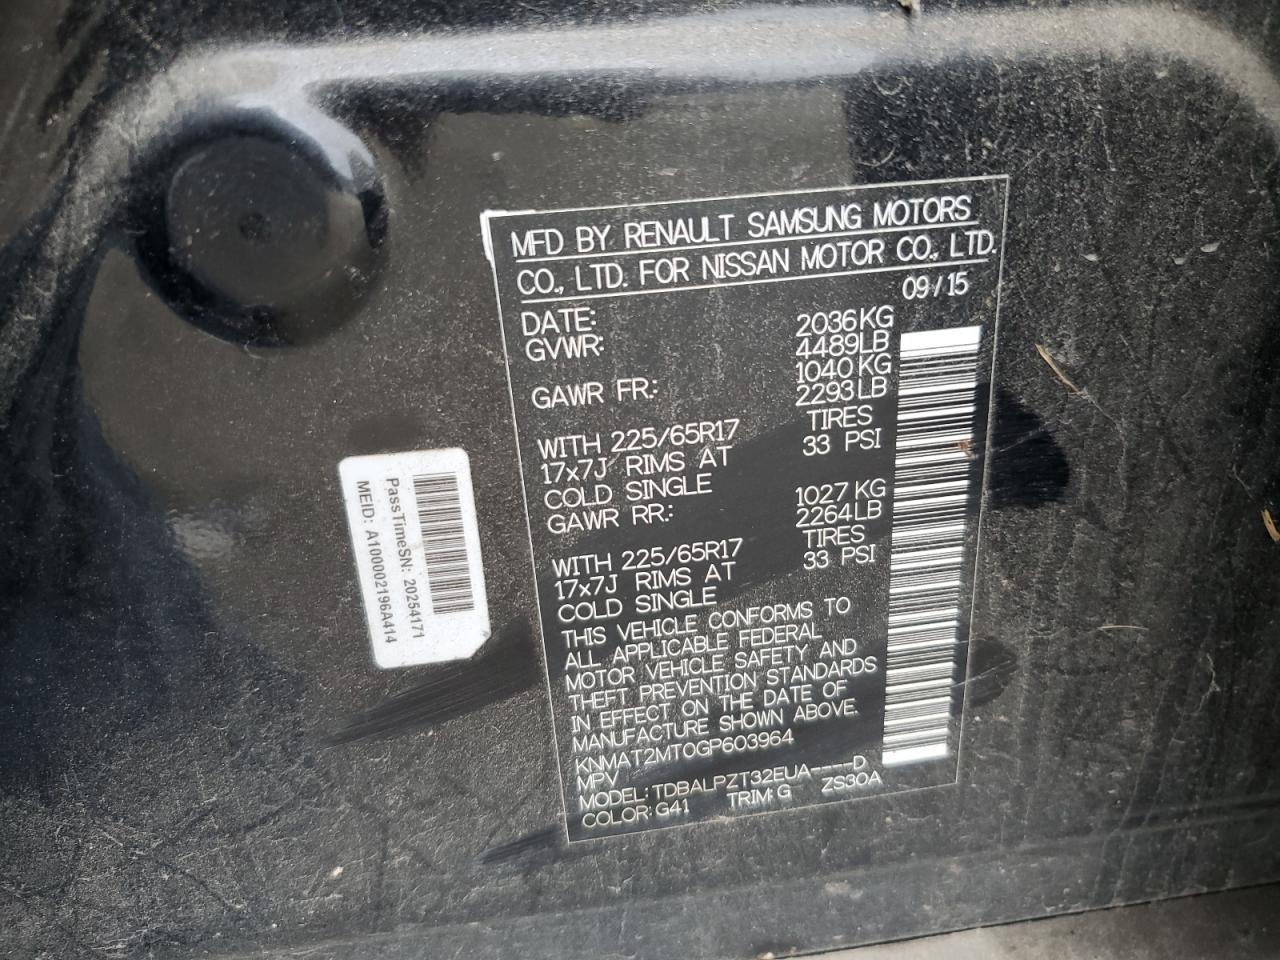 MFD BY RENAULT SAMSUNG MOTORS
CO., LTD. FOR NISSAN MOTOR CO., LTD.
DATE: 09/15
GVWR: 2036KG
4489LB
GAWR FR.: 1040KG
2293LB
WITH 225/65R17 TIRES
17x7J RIMS AT 33 PSI
COLD SINGLE
GAWR RR.: 1027 KG
2264LB
WITH 225/65R17 TIRES
17x7J RIMS AT 33 PSI
COLD SINGLE
THIS VEHICLE CONFORMS TO
ALL APPLICABLE FEDERAL
MOTOR VEHICLE SAFETY AND
THEFT PREVENTION STANDARDS
IN EFFECT ON THE DATE OF
MANUFACTURE SHOWN ABOVE.
KNMAT2MT0GP603964
MPV
MODEL: TDBALPZT32EUA----D
COLOR: G41 TRIM: G ZS30A
PassTimeSN: 20254171
MEID: A100002196A414